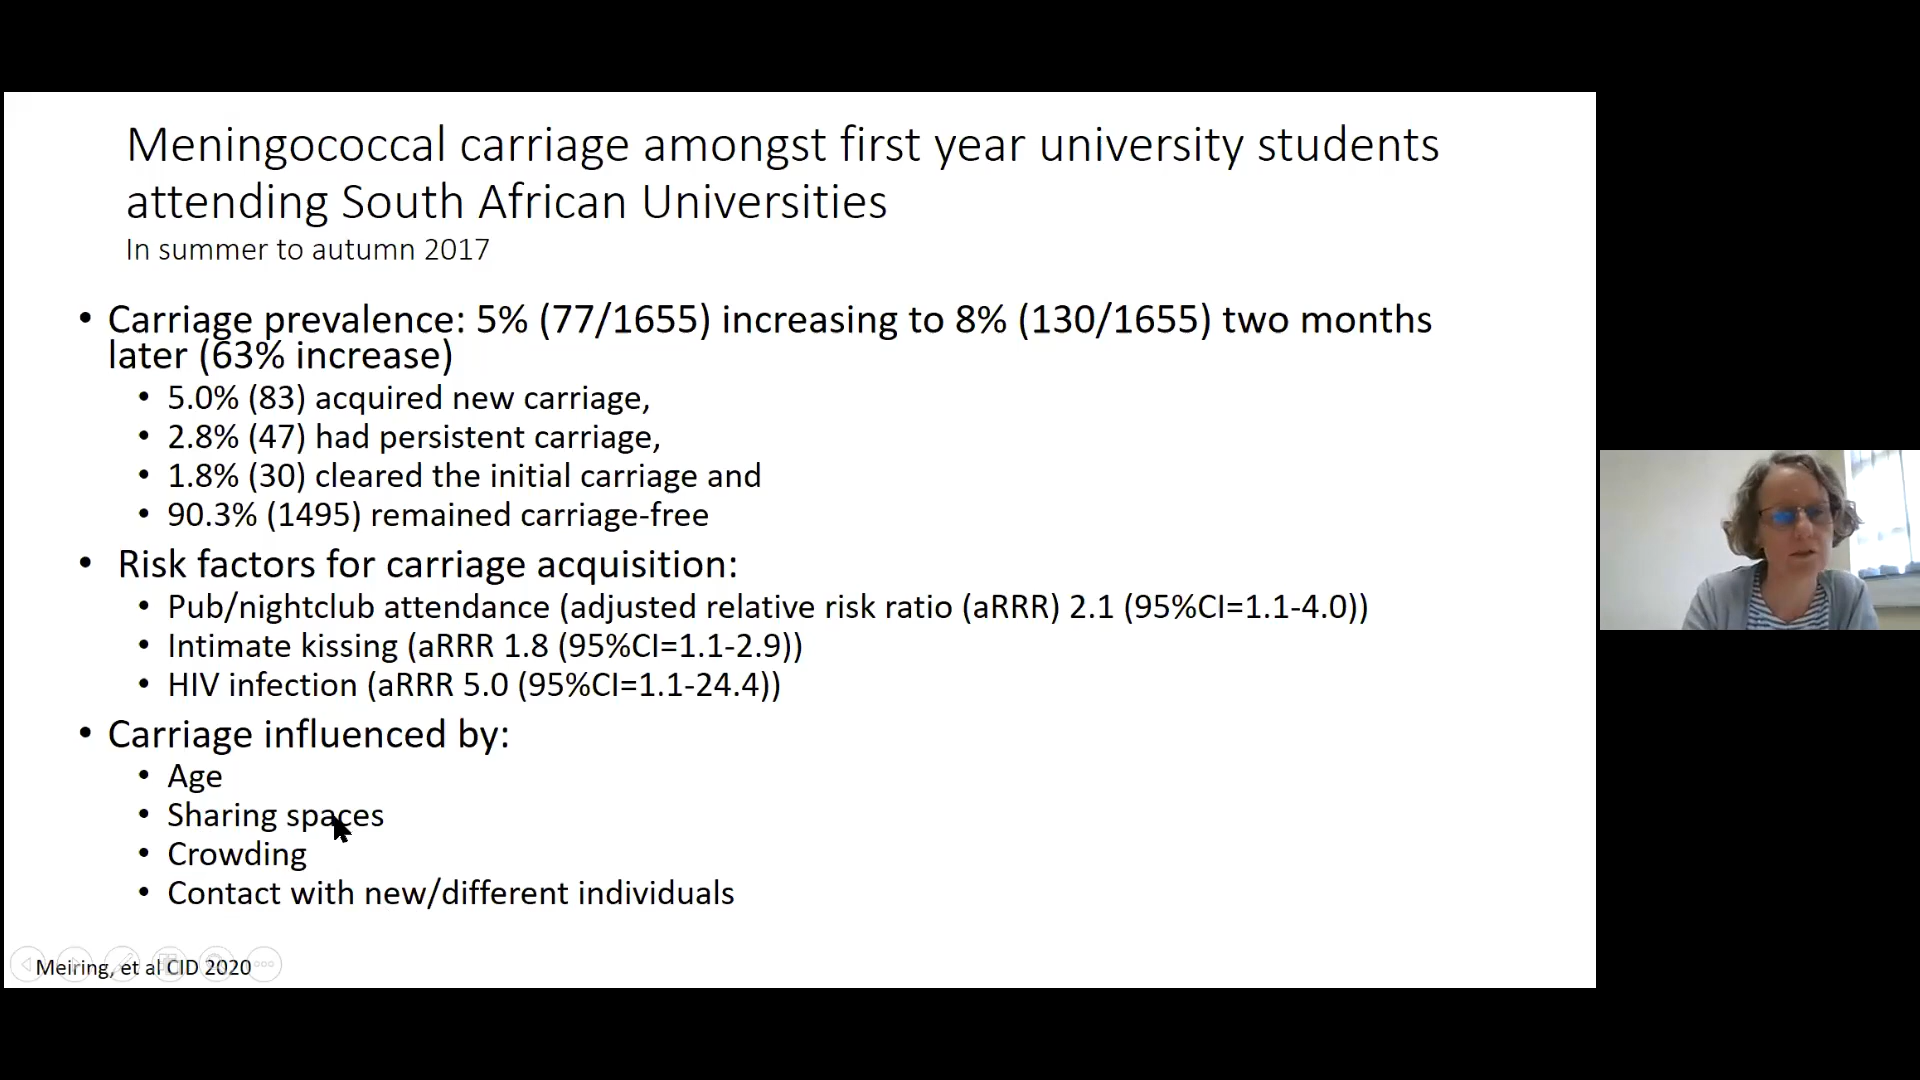 Meningococcal carriage amongst first year university students
attending South African Universities
In summer to autumn 2017
• Carriage prevalence: 5% (77/1655) increasing to 8% (130/1655) two months
later (63% increase)
• 5.0% (83) acquired new carriage,
• 2.8% (47) had persistent carriage,
• 1.8% (30) cleared the initial carriage and
• 90.3% (1495) remained carriage-free
• Risk factors for carriage acquisition:
• Pub/nightclub attendance (adjusted relative risk ratio (aRRR) 2.1 (95%CI=1.1-4.0))
• Intimate kissing (aRRR 1.8 (95%CI=1.1-2.9))
• HIV infection (aRRR 5.0 (95%CI=1.1-24.4))
• Carriage influenced by:
• Age
• Sharing spaces
• Crowding
• Contact with new/different individuals
Meiring, et al CID 2020